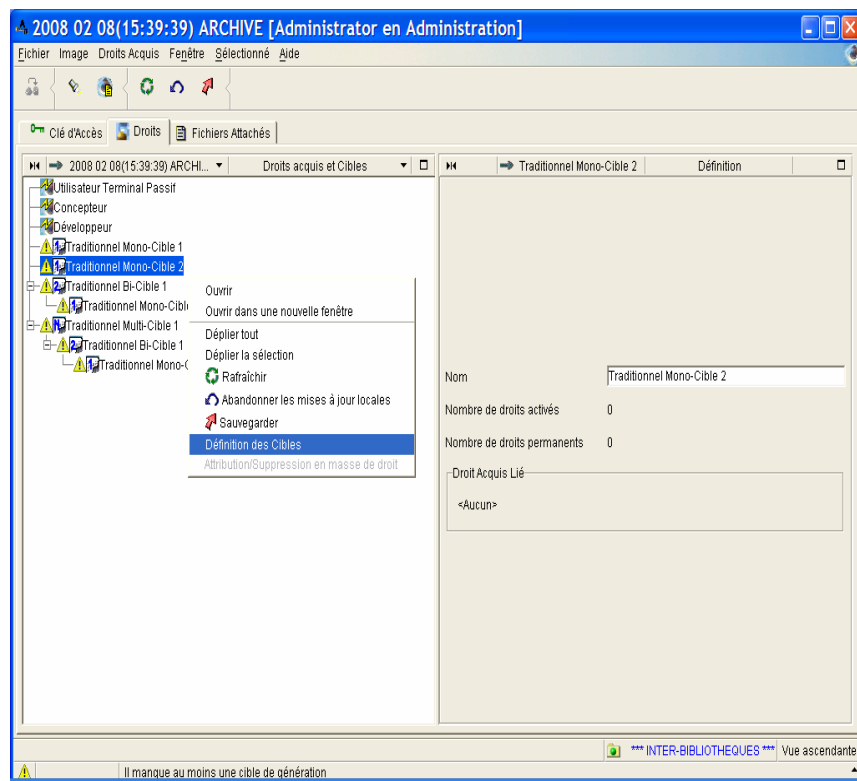 2008 02 08(15:39:39) ARCHIVE [Administrator en Administration]
Fichier Image Droits Acquis Fenêtre Sélectionné Aide
Clé d'Accès Droits Fichiers Attachés
2008 02 08(15:39:39) ARCHI... Droits acquis et Cibles
Traditionnel Mono-Cible 2 Définition
Utilisateur Terminal Passif
Concepteur
Développeur
Traditionnel Mono-Cible 1
Traditionnel Mono-Cible 2
Traditionnel Bi-Cible 1
Traditionnel Mono-Cible
Traditionnel Multi-Cible 1
Traditionnel Bi-Cible 1
Traditionnel Mono-C
Ouvrir
Ouvrir dans une nouvelle fenêtre
Déplier tout
Déplier la sélection
Rafraîchir
Abandonner les mises à jour locales
Sauvegarder
Définition des Cibles
Attribution/Suppression en masse de droit
Nom Traditionnel Mono-Cible 2
Nombre de droits activés 0
Nombre de droits permanents 0
Droit Acquis Lié
<Aucun>
*** INTER-BIBLIOTHEQUES *** Vue ascendante
Il manque au moins une cible de génération